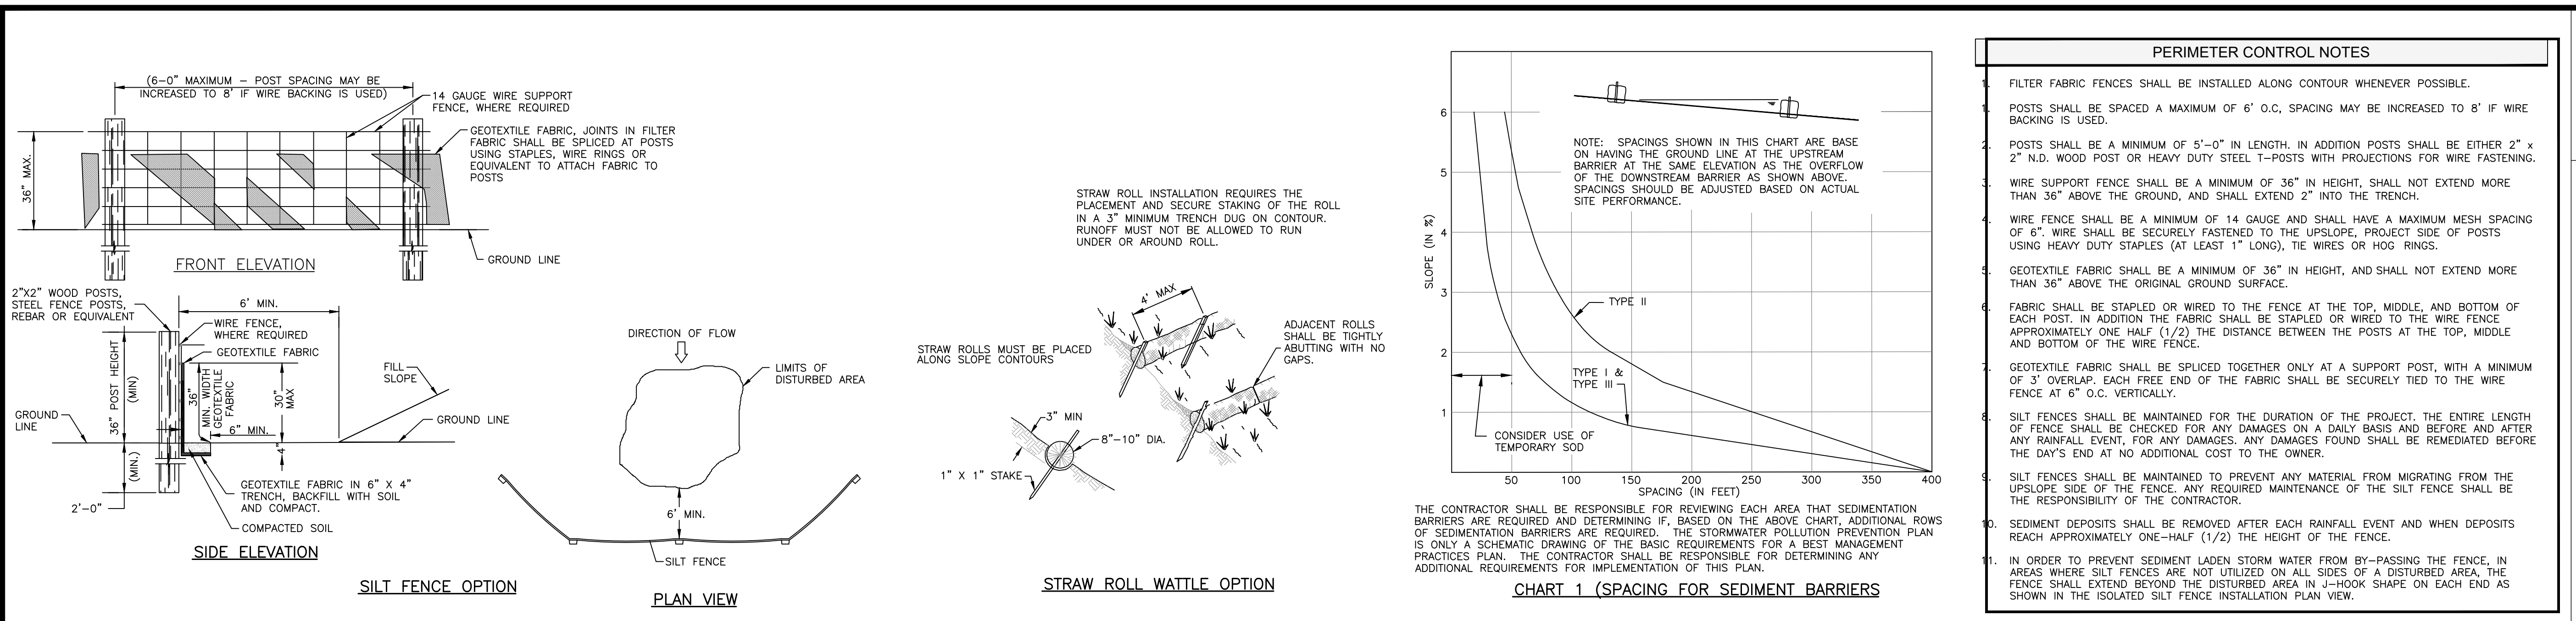 (6-0" MAXIMUM - POST SPACING MAY BE
INCREASED TO 8' IF WIRE BACKING IS USED)
14 GAUGE WIRE SUPPORT
FENCE, WHERE REQUIRED
GEOTEXTILE FABRIC, JOINTS IN FILTER
FABRIC SHALL BE SPLICED AT POSTS
USING STAPLES, WIRE RINGS OR
EQUIVALENT TO ATTACH FABRIC TO
POSTS
36" MAX.
GROUND LINE
FRONT ELEVATION
2"X2" WOOD POSTS,
STEEL FENCE POSTS,
REBAR OR EQUIVALENT
6' MIN.
WIRE FENCE,
WHERE REQUIRED
GEOTEXTILE FABRIC
36" POST HEIGHT
(MIN)
36"
MIN. WIDTH
GEOTEXTILE
FABRIC
30"
MAX
FILL
SLOPE
GROUND
LINE
GROUND LINE
6" MIN.
4"
(MIN.)
2'-0"
GEOTEXTILE FABRIC IN 6" X 4"
TRENCH, BACKFILL WITH SOIL
AND COMPACT.
COMPACTED SOIL
SIDE ELEVATION
SILT FENCE OPTION
DIRECTION OF FLOW
LIMITS OF
DISTURBED AREA
6' MIN.
SILT FENCE
PLAN VIEW
STRAW ROLL INSTALLATION REQUIRES THE
PLACEMENT AND SECURE STAKING OF THE ROLL
IN A 3" MINIMUM TRENCH DUG ON CONTOUR.
RUNOFF MUST NOT BE ALLOWED TO RUN
UNDER OR AROUND ROLL.
4' MAX
ADJACENT ROLLS
SHALL BE TIGHTLY
ABUTTING WITH NO
GAPS.
STRAW ROLLS MUST BE PLACED
ALONG SLOPE CONTOURS
3" MIN
8"-10" DIA.
1" X 1" STAKE
STRAW ROLL WATTLE OPTION
NOTE: SPACINGS SHOWN IN THIS CHART ARE BASE
ON HAVING THE GROUND LINE AT THE UPSTREAM
BARRIER AT THE SAME ELEVATION AS THE OVERFLOW
OF THE DOWNSTREAM BARRIER AS SHOWN ABOVE.
SPACINGS SHOULD BE ADJUSTED BASED ON ACTUAL
SITE PERFORMANCE.
SLOPE (IN %)
6
5
4
3
2
1
TYPE II
TYPE I &
TYPE III
CONSIDER USE OF
TEMPORARY SOD
50 100 150 200 250 300 350 400
SPACING (IN FEET)
THE CONTRACTOR SHALL BE RESPONSIBLE FOR REVIEWING EACH AREA THAT SEDIMENTATION
BARRIERS ARE REQUIRED AND DETERMINING IF, BASED ON THE ABOVE CHART, ADDITIONAL ROWS
OF SEDIMENTATION BARRIERS ARE REQUIRED. THE STORMWATER POLLUTION PREVENTION PLAN
IS ONLY A SCHEMATIC DRAWING OF THE BASIC REQUIREMENTS FOR A BEST MANAGEMENT
PRACTICES PLAN. THE CONTRACTOR SHALL BE RESPONSIBLE FOR DETERMINING ANY
ADDITIONAL REQUIREMENTS FOR IMPLEMENTATION OF THIS PLAN.
CHART 1 (SPACING FOR SEDIMENT BARRIERS
PERIMETER CONTROL NOTES
1. FILTER FABRIC FENCES SHALL BE INSTALLED ALONG CONTOUR WHENEVER POSSIBLE.
1. POSTS SHALL BE SPACED A MAXIMUM OF 6' O.C, SPACING MAY BE INCREASED TO 8' IF WIRE
BACKING IS USED.
2. POSTS SHALL BE A MINIMUM OF 5'-0" IN LENGTH. IN ADDITION POSTS SHALL BE EITHER 2" x
2" N.D. WOOD POST OR HEAVY DUTY STEEL T-POSTS WITH PROJECTIONS FOR WIRE FASTENING.
3. WIRE SUPPORT FENCE SHALL BE A MINIMUM OF 36" IN HEIGHT, SHALL NOT EXTEND MORE
THAN 36" ABOVE THE GROUND, AND SHALL EXTEND 2" INTO THE TRENCH.
4. WIRE FENCE SHALL BE A MINIMUM OF 14 GAUGE AND SHALL HAVE A MAXIMUM MESH SPACING
OF 6". WIRE SHALL BE SECURELY FASTENED TO THE UPSLOPE, PROJECT SIDE OF POSTS
USING HEAVY DUTY STAPLES (AT LEAST 1" LONG), TIE WIRES OR HOG RINGS.
5. GEOTEXTILE FABRIC SHALL BE A MINIMUM OF 36" IN HEIGHT, AND SHALL NOT EXTEND MORE
THAN 36" ABOVE THE ORIGINAL GROUND SURFACE.
6. FABRIC SHALL BE STAPLED OR WIRED TO THE FENCE AT THE TOP, MIDDLE, AND BOTTOM OF
EACH POST. IN ADDITION THE FABRIC SHALL BE STAPLED OR WIRED TO THE WIRE FENCE
APPROXIMATELY ONE HALF (1/2) THE DISTANCE BETWEEN THE POSTS AT THE TOP, MIDDLE
AND BOTTOM OF THE WIRE FENCE.
7. GEOTEXTILE FABRIC SHALL BE SPLICED TOGETHER ONLY AT A SUPPORT POST, WITH A MINIMUM
OF 3' OVERLAP. EACH FREE END OF THE FABRIC SHALL BE SECURELY TIED TO THE WIRE
FENCE AT 6" O.C. VERTICALLY.
8. SILT FENCES SHALL BE MAINTAINED FOR THE DURATION OF THE PROJECT. THE ENTIRE LENGTH
OF FENCE SHALL BE CHECKED FOR ANY DAMAGES ON A DAILY BASIS AND BEFORE AND AFTER
ANY RAINFALL EVENT, FOR ANY DAMAGES. ANY DAMAGES FOUND SHALL BE REMEDIATED BEFORE
THE DAY'S END AT NO ADDITIONAL COST TO THE OWNER.
9. SILT FENCES SHALL BE MAINTAINED TO PREVENT ANY MATERIAL FROM MIGRATING FROM THE
UPSLOPE SIDE OF THE FENCE. ANY REQUIRED MAINTENANCE OF THE SILT FENCE SHALL BE
THE RESPONSIBILITY OF THE CONTRACTOR.
10. SEDIMENT DEPOSITS SHALL BE REMOVED AFTER EACH RAINFALL EVENT AND WHEN DEPOSITS
REACH APPROXIMATELY ONE-HALF (1/2) THE HEIGHT OF THE FENCE.
11. IN ORDER TO PREVENT SEDIMENT LADEN STORM WATER FROM BY-PASSING THE FENCE, IN
AREAS WHERE SILT FENCES ARE NOT UTILIZED ON ALL SIDES OF A DISTURBED AREA, THE
FENCE SHALL EXTEND BEYOND THE DISTURBED AREA IN J-HOOK SHAPE ON EACH END AS
SHOWN IN THE ISOLATED SILT FENCE INSTALLATION PLAN VIEW.